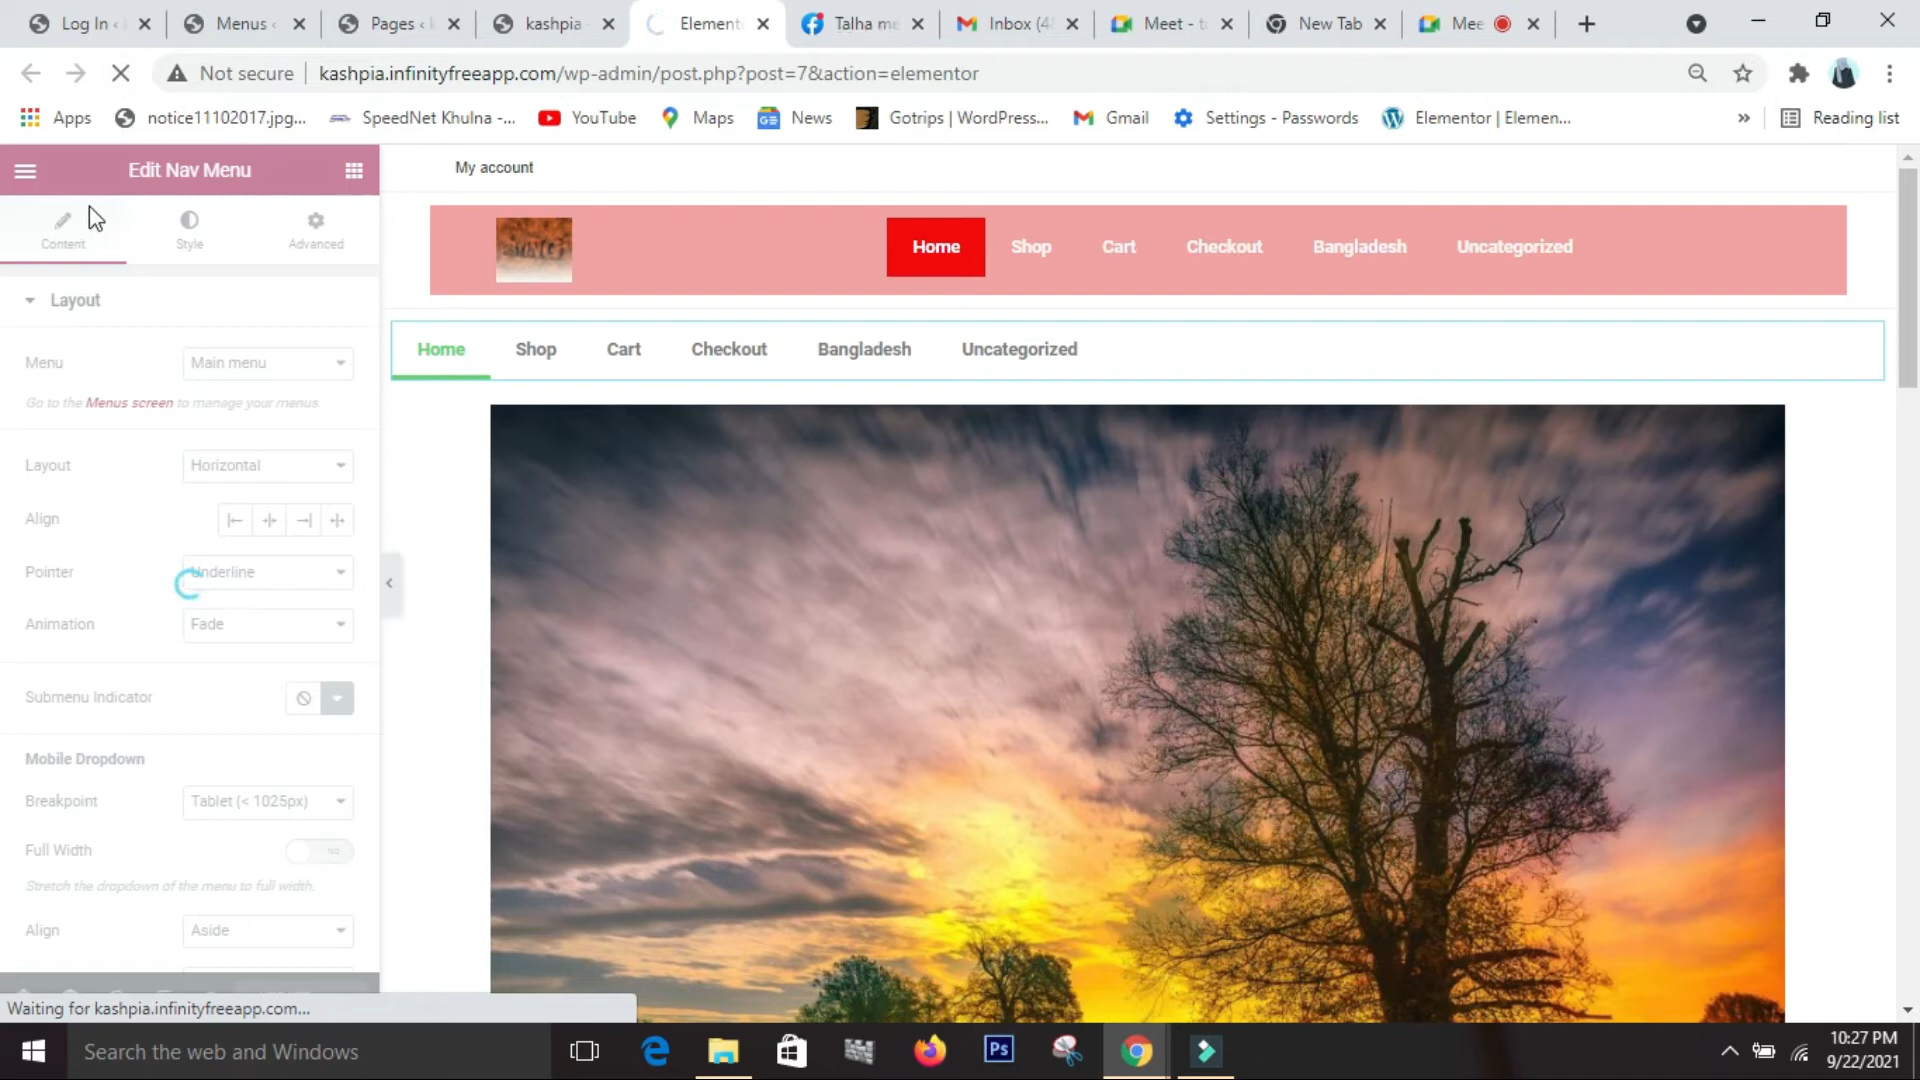 Log In ‹
Menus ‹
Pages ‹ k
kashpia
Element
Talha me
Inbox (48
Meet - t
New Tab
Mee
Not secure
kashpia.infinityfreeapp.com/wp-admin/post.php?post=7&action=elementor
Apps
notice11102017.jpg...
SpeedNet Khulna -...
YouTube
Maps
News
Gotrips | WordPress...
Gmail
Settings - Passwords
Elementor | Elemen...
»
Reading list
Edit Nav Menu
My account
Content
Style
Advanced
Home
Shop
Cart
Checkout
Bangladesh
Uncategorized
Layout
Home
Shop
Cart
Checkout
Bangladesh
Uncategorized
Menu
Main menu
Go to the Menus screen to manage your menus.
Layout
Horizontal
Align
Pointer
Underline
Animation
Fade
Submenu Indicator
Mobile Dropdown
Breakpoint
Tablet (< 1025px)
Full Width
NO
Stretch the dropdown of the menu to full width.
Align
Aside
Waiting for kashpia.infinityfreeapp.com...
Search the web and Windows
Ps
10:27 PM
9/22/2021